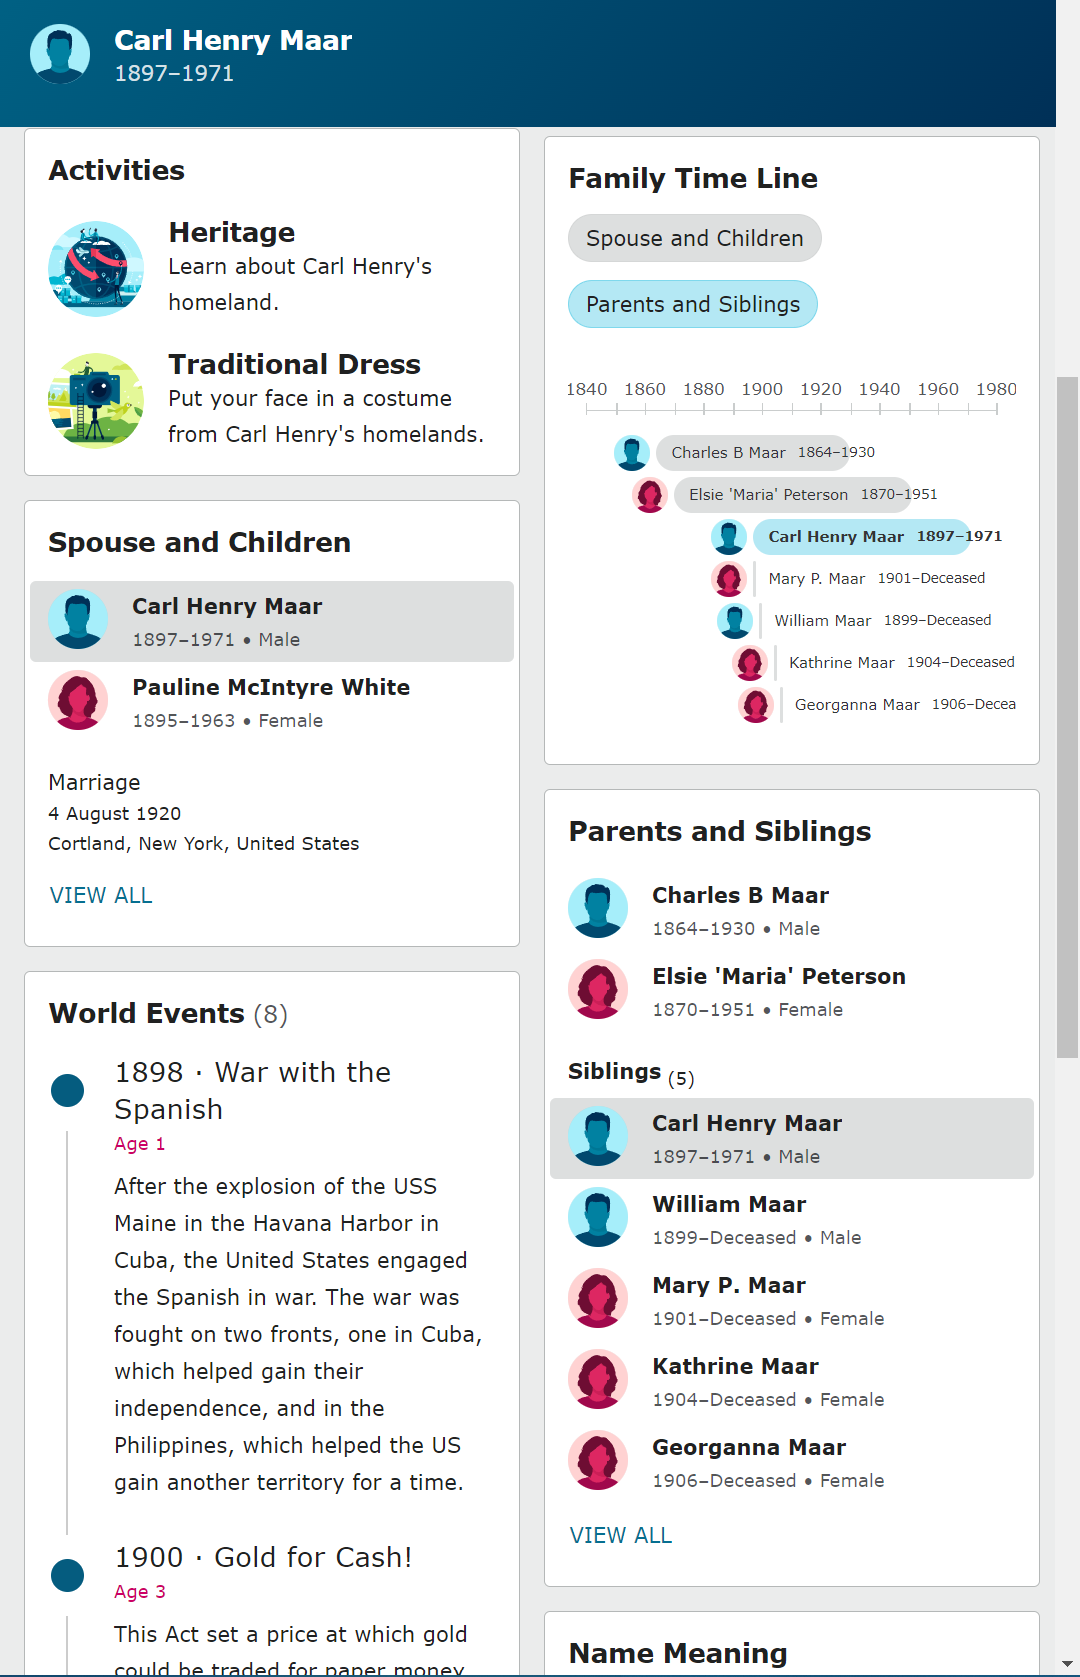 Carl Henry Maar
1897–1971
Activities
Heritage
Learn about Carl Henry's
homeland.
Traditional Dress
Put your face in a costume
from Carl Henry's homelands.
Spouse and Children
Carl Henry Maar
1897–1971 • Male
Pauline McIntyre White
1895–1963 • Female
Marriage
4 August 1920
Cortland, New York, United States
VIEW ALL
World Events (8)
1898 · War with the
Spanish
Age 1
After the explosion of the USS
Maine in the Havana Harbor in
Cuba, the United States engaged
the Spanish in war. The war was
fought on two fronts, one in Cuba,
which helped gain their
independence, and in the
Philippines, which helped the US
gain another territory for a time.
1900 · Gold for Cash!
Age 3
This Act set a price at which gold
could be traded for paper money.
Family Time Line
Spouse and Children
Parents and Siblings
1840 1860 1880 1900 1920 1940 1960 1980
Charles B Maar 1864–1930
Elsie 'Maria' Peterson 1870–1951
Carl Henry Maar 1897–1971
Mary P. Maar 1901–Deceased
William Maar 1899–Deceased
Kathrine Maar 1904–Deceased
Georganna Maar 1906–Decea
Parents and Siblings
Charles B Maar
1864–1930 • Male
Elsie 'Maria' Peterson
1870–1951 • Female
Siblings (5)
Carl Henry Maar
1897–1971 • Male
William Maar
1899–Deceased • Male
Mary P. Maar
1901–Deceased • Female
Kathrine Maar
1904–Deceased • Female
Georganna Maar
1906–Deceased • Female
VIEW ALL
Name Meaning